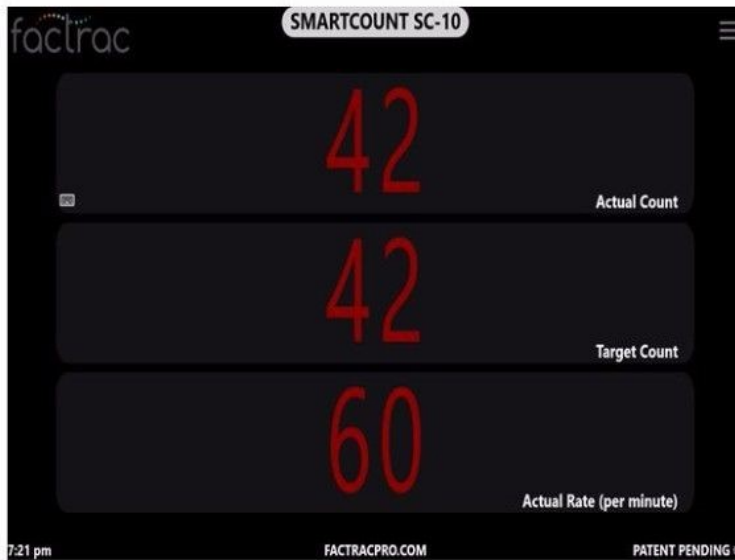 factrac
SMARTCOUNT SC-10
42
Actual Count
42
Target Count
60
Actual Rate (per minute)
7:21 pm
FACTRACPRO.COM
PATENT PENDING